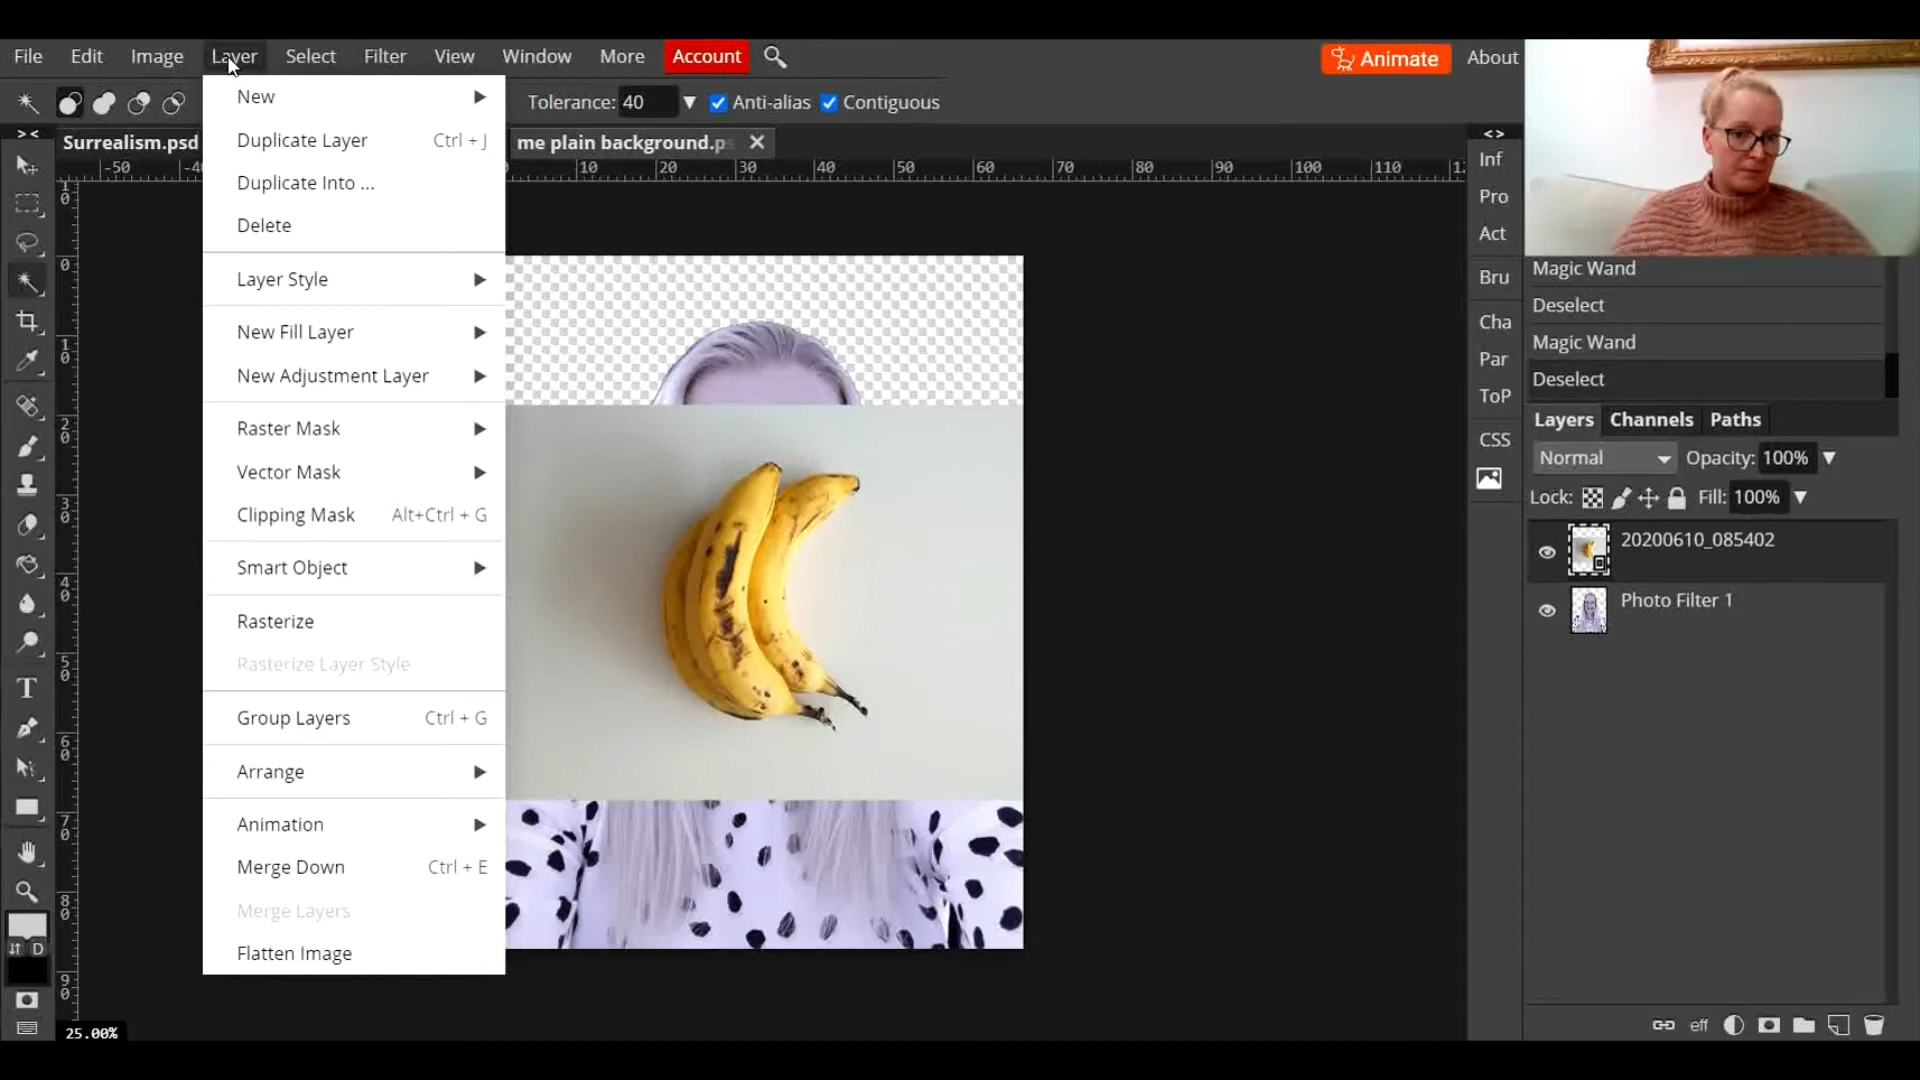 File Edit Image Layer Select Filter View Window More Account Animate About
Tolerance: 40 Anti-alias Contiguous
Surrealism.psd me plain background.p
-50 10 20 30 40 50 60 70 80 90 100 110
New
Duplicate Layer Ctrl + J
Duplicate Into ...
Delete
Layer Style
New Fill Layer
New Adjustment Layer
Raster Mask
Vector Mask
Clipping Mask Alt+Ctrl + G
Smart Object
Rasterize
Rasterize Layer Style
Group Layers Ctrl + G
Arrange
Animation
Merge Down Ctrl + E
Merge Layers
Flatten Image
D
25.00%
Inf
Pro
Act
Bru
Cha
Par
ToP
CSS
Magic Wand
Deselect
Magic Wand
Deselect
Layers Channels Paths
Normal Opacity: 100%
Lock: Fill: 100%
20200610_085402
Photo Filter 1
eff